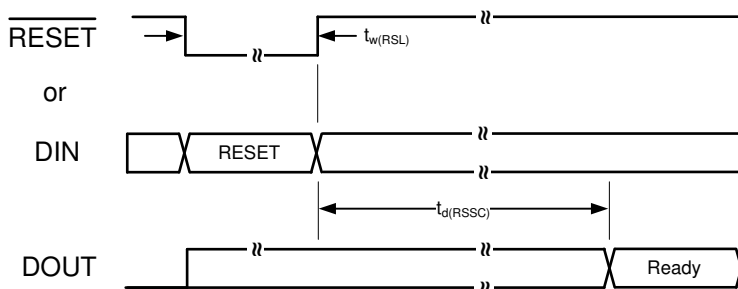 RESET
t_w(RSL)
or
DIN
RESET
t_d(RSSC)
DOUT
Ready